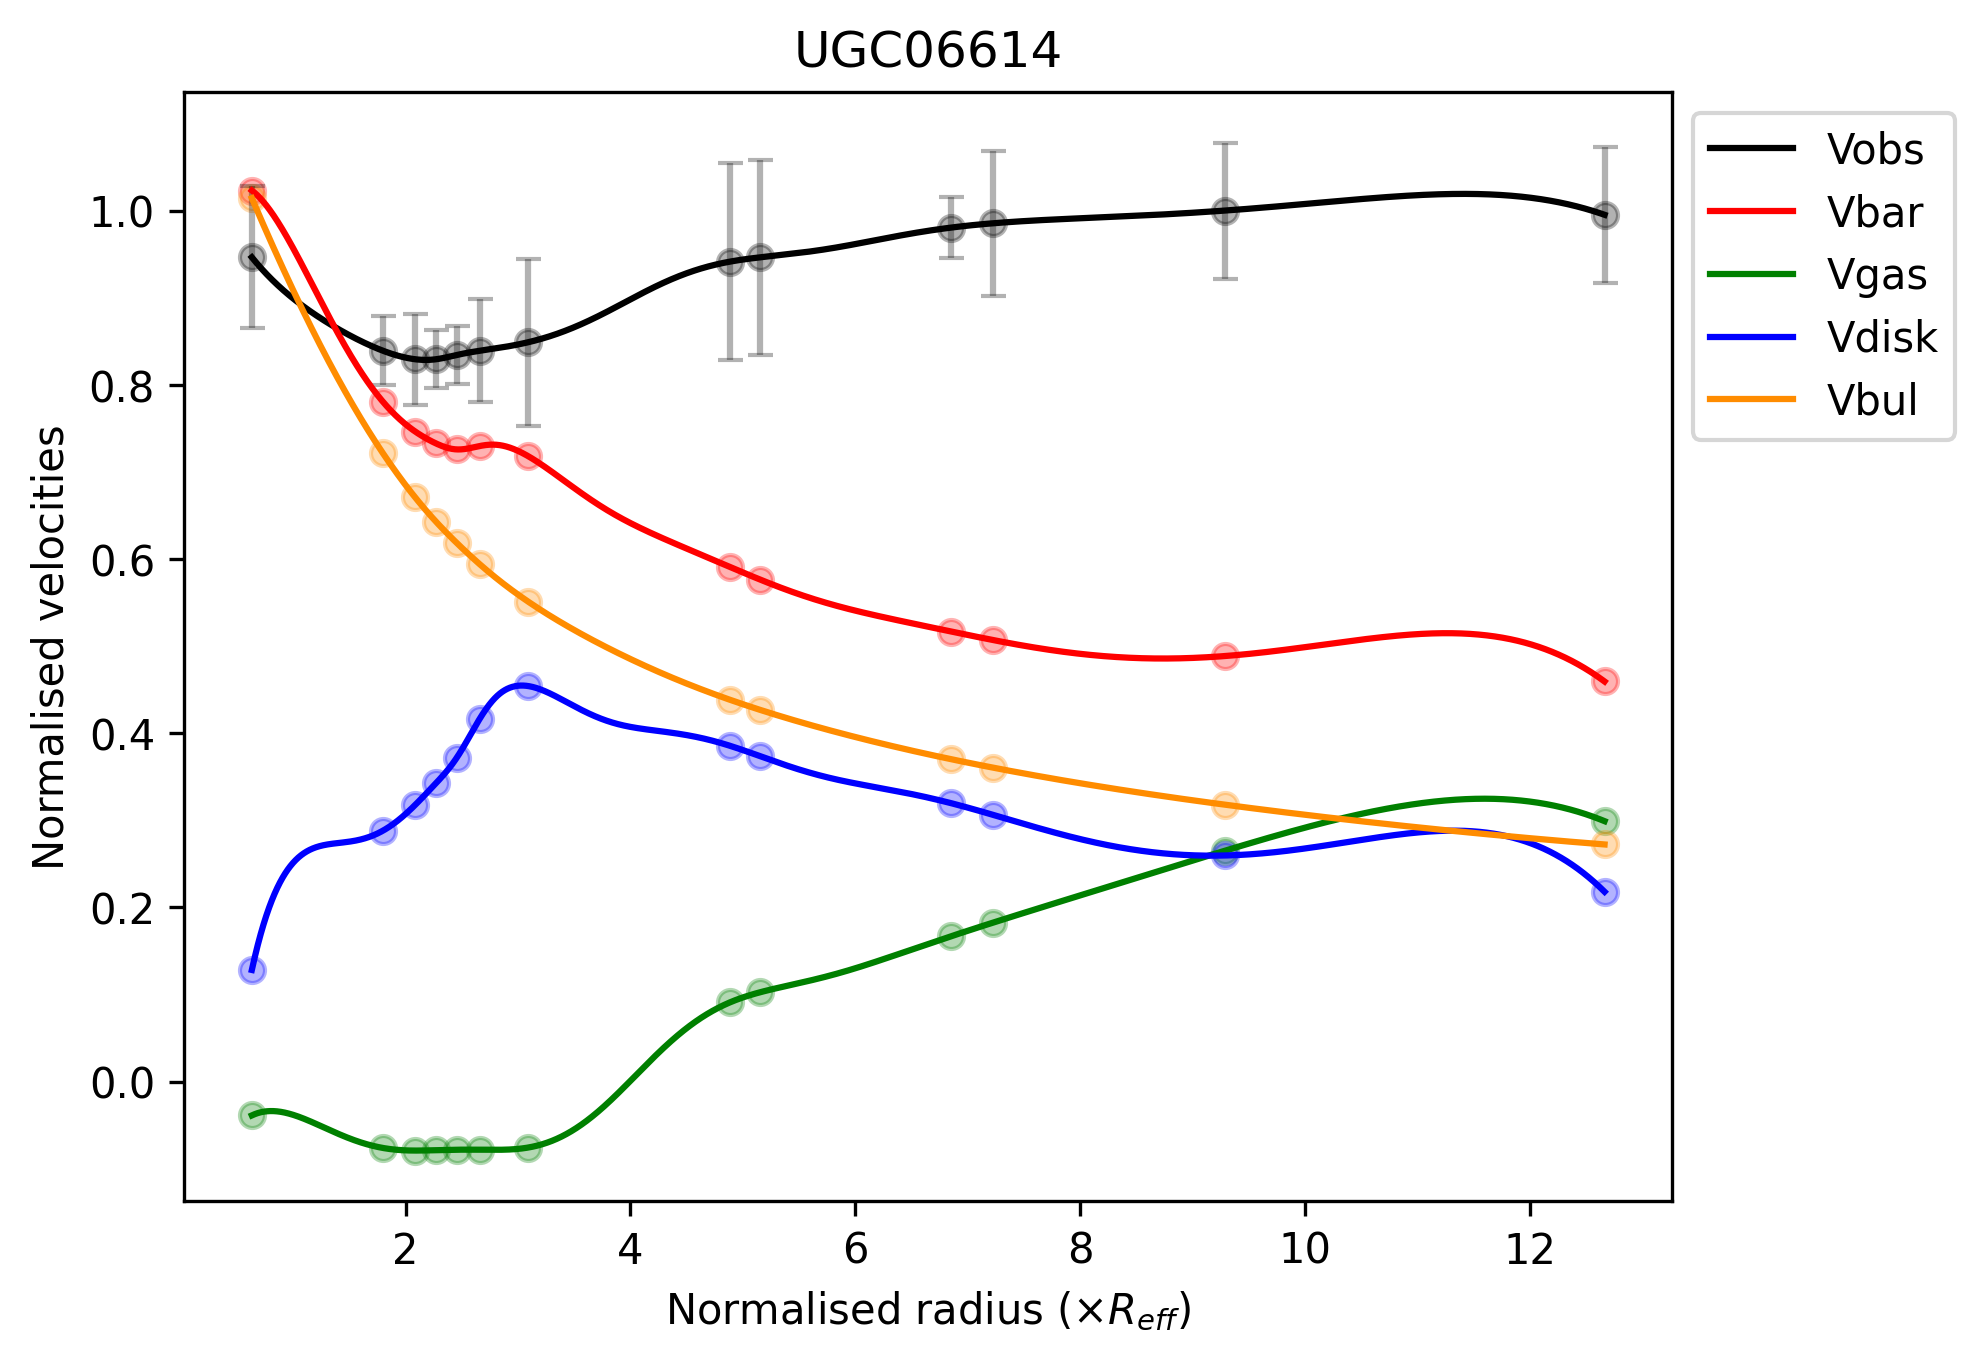 UGC06614
1.0
0.8
0.6
0.4
0.2
0.0
Normalised velocities
2 4 6 8 10 12
Normalised radius (×R_eff)
Vobs
Vbar
Vgas
Vdisk
Vbul